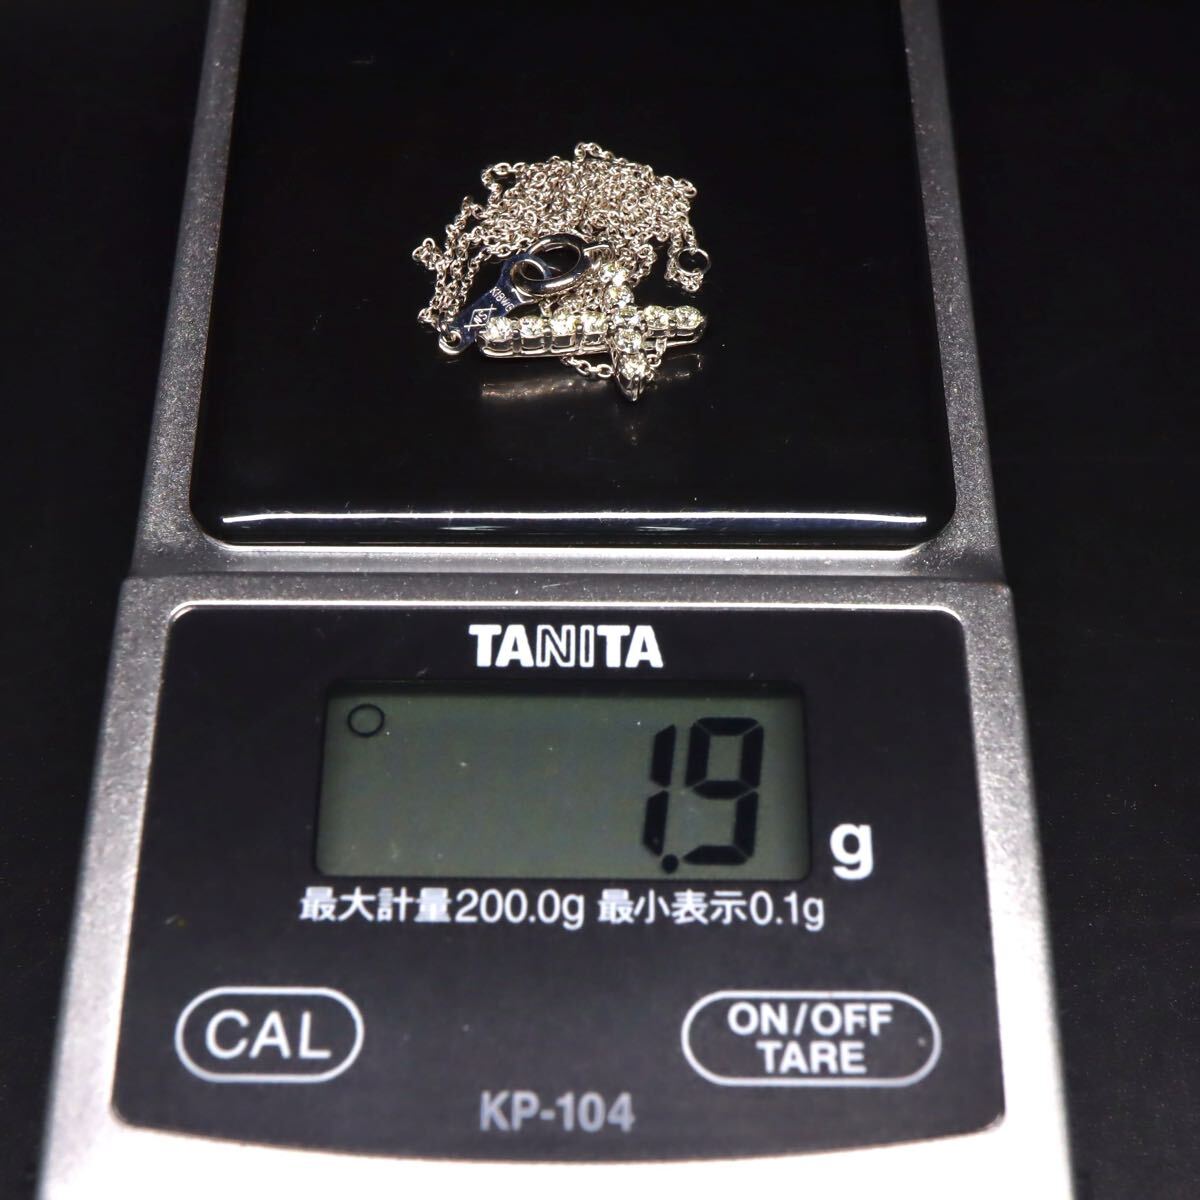 K18WG
TANITA
1.9 g
最大計量200.0g 最小表示0.1g
CAL
ON/OFF
TARE
KP-104